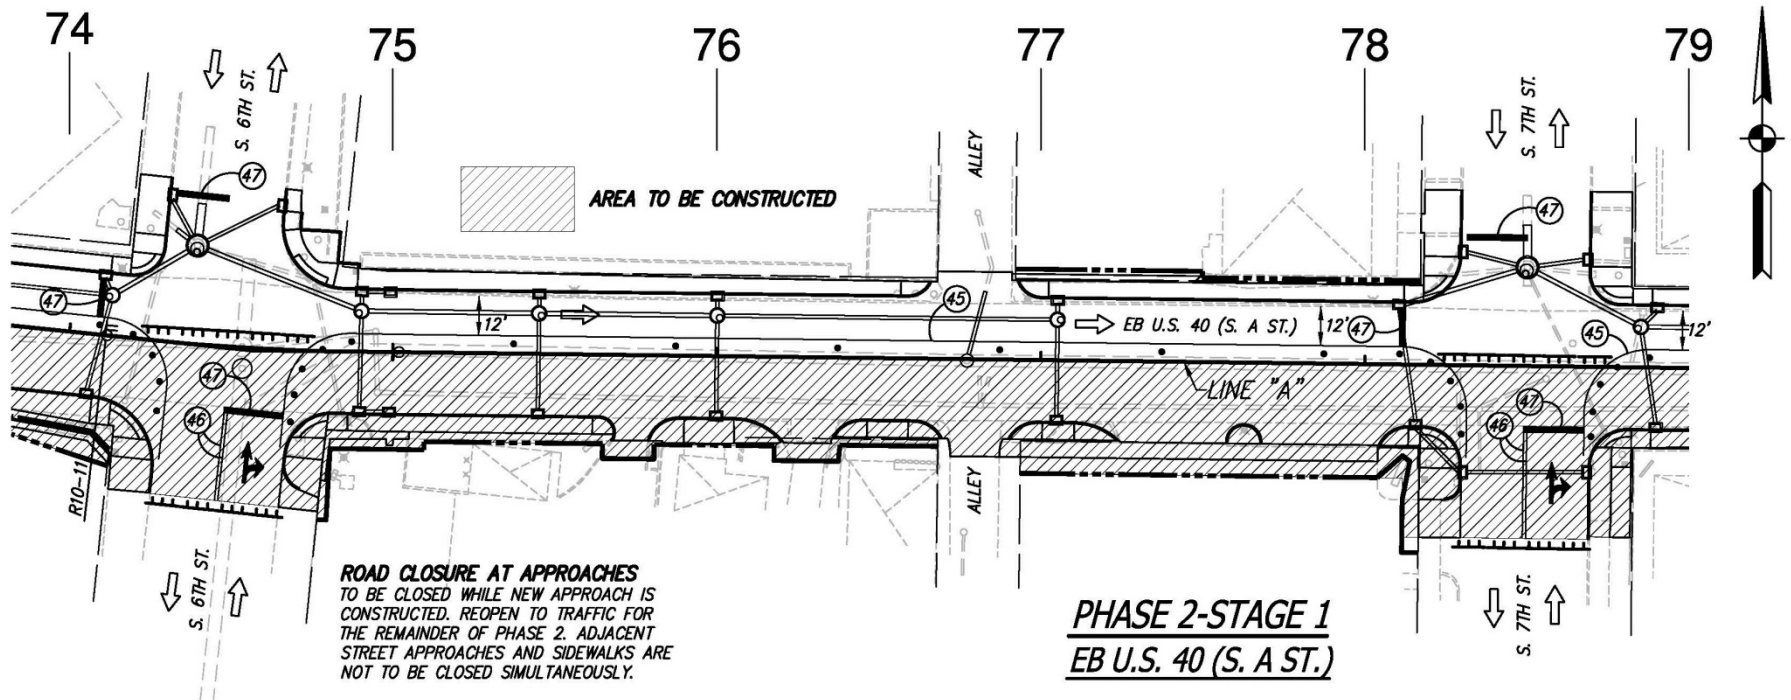 74
75
76
77
78
79
S. 6TH ST.
ALLEY
S. 7TH ST.
47
47
AREA TO BE CONSTRUCTED
47
12'
45
EB U.S. 40 (S. A ST.)
12'
47
45
12'
LINE "A"
47
46
47
46
R10-11
ALLEY
S. 6TH ST.
S. 7TH ST.
ROAD CLOSURE AT APPROACHES
TO BE CLOSED WHILE NEW APPROACH IS
CONSTRUCTED. REOPEN TO TRAFFIC FOR
THE REMAINDER OF PHASE 2. ADJACENT
STREET APPROACHES AND SIDEWALKS ARE
NOT TO BE CLOSED SIMULTANEOUSLY.
PHASE 2-STAGE 1
EB U.S. 40 (S. A ST.)